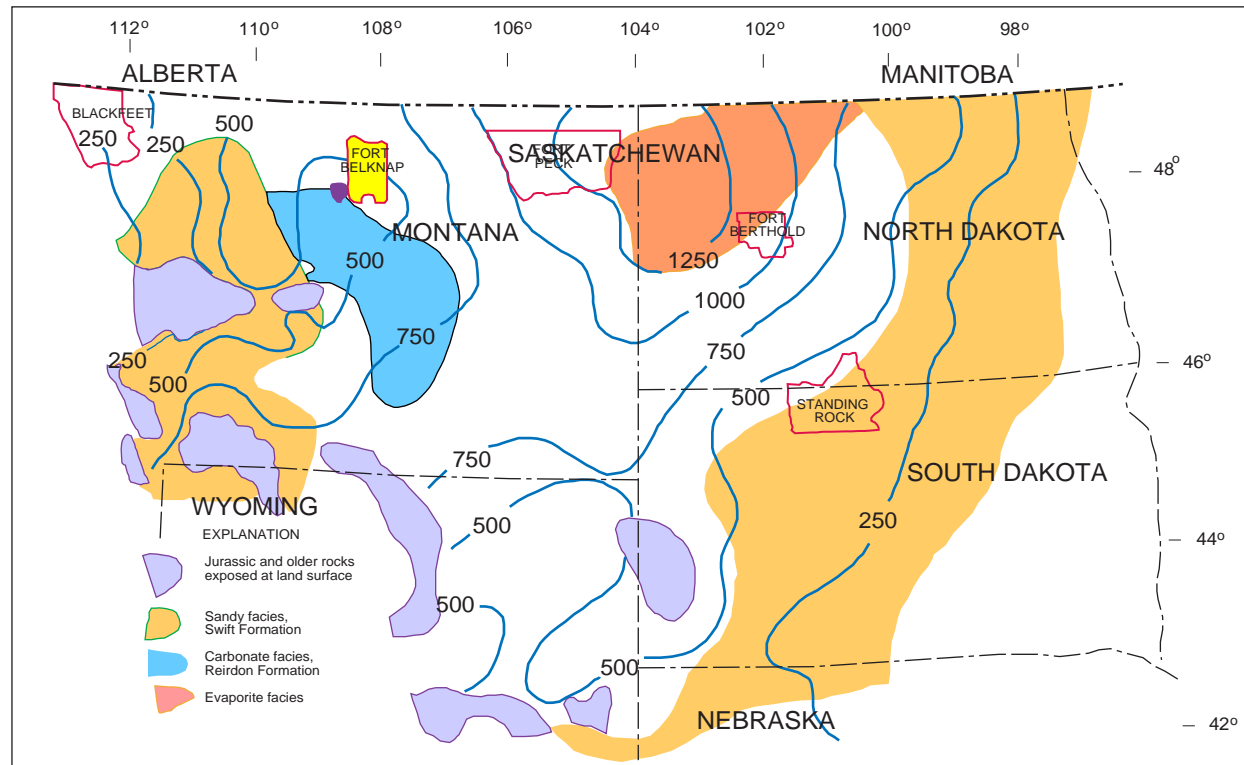 112º 110º 108º 106º 104º 102º 100º 98º
ALBERTA
MANITOBA
BLACKFEET
250
250
500
FORT
BELKNAP
SASKATCHEWAN
FORT
PECK
48º
FORT
BERTHOLD
MONTANA
NORTH DAKOTA
500
1250
1000
750
750
250
500
46º
500
STANDING
ROCK
750
SOUTH DAKOTA
WYOMING
500
250
EXPLANATION
44º
Jurassic and older rocks
exposed at land surface
500
Sandy facies,
Swift Formation
Carbonate facies,
Reirdon Formation
500
Evaporite facies
NEBRASKA
42º